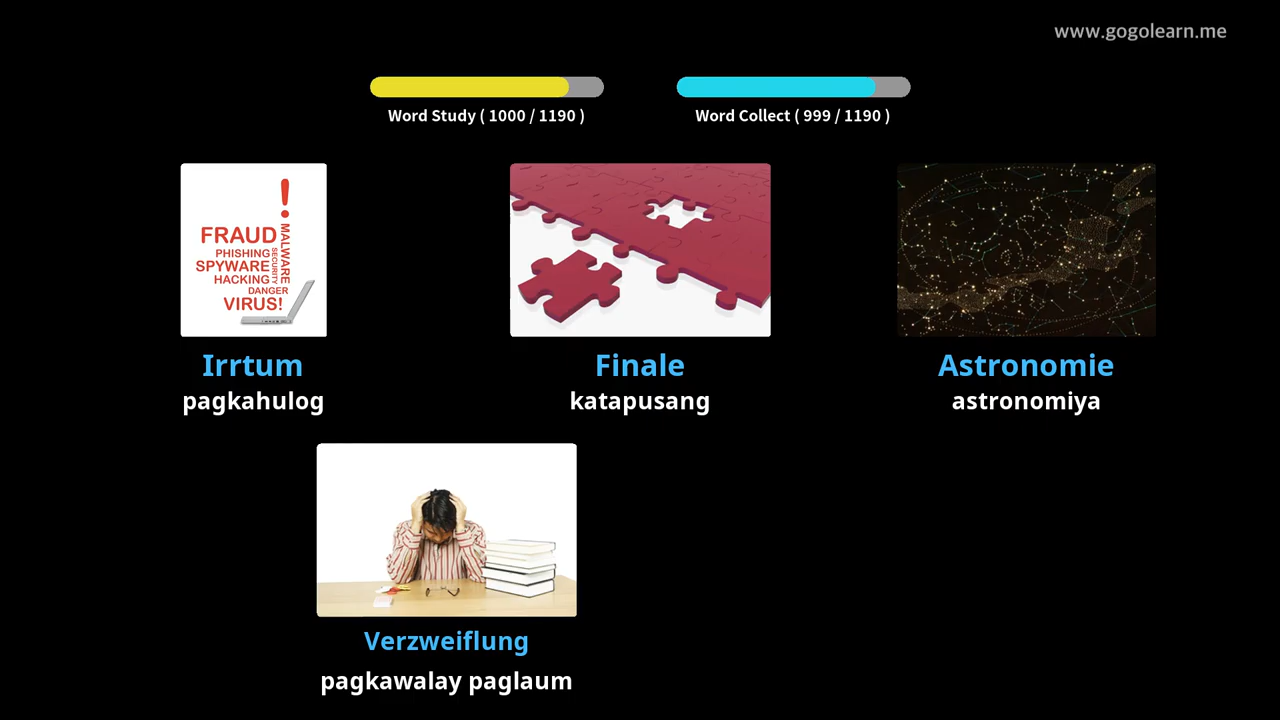 www.gogolearn.me
Word Study ( 1000 / 1190 )
Word Collect ( 999 / 1190 )
!
FRAUD
MALWARE
PHISHING
SECURITY
SPYWARE
HACKING
DANGER
VIRUS!
Irrtum
pagkahulog
Finale
katapusang
Astronomie
astronomiya
Verzweiflung
pagkawalay paglaum